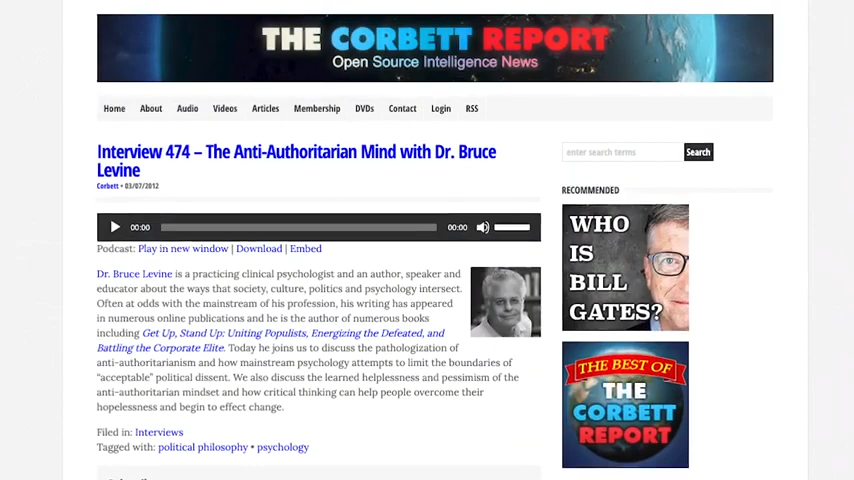 THE CORBETT REPORT
Open Source Intelligence News
Home About Audio Videos Articles Membership DVDs Contact Login RSS
Interview 474 – The Anti-Authoritarian Mind with Dr. Bruce
Levine
Corbett • 03/07/2012
00:00 00:00
Podcast: Play in new window | Download | Embed
Dr. Bruce Levine is a practicing clinical psychologist and an author, speaker and
educator about the ways that society, culture, politics and psychology intersect.
Often at odds with the mainstream of his profession, his writing has appeared
in numerous online publications and he is the author of numerous books
including Get Up, Stand Up: Uniting Populists, Energizing the Defeated, and
Battling the Corporate Elite. Today he joins us to discuss the pathologization of
anti-authoritarianism and how mainstream psychology attempts to limit the boundaries of
“acceptable” political dissent. We also discuss the learned helplessness and pessimism of the
anti-authoritarian mindset and how critical thinking can help people overcome their
hopelessness and begin to effect change.
Filed in: Interviews
Tagged with: political philosophy • psychology
enter search terms Search
RECOMMENDED
WHO
IS
BILL
GATES?
THE BEST OF
THE
CORBETT
REPORT